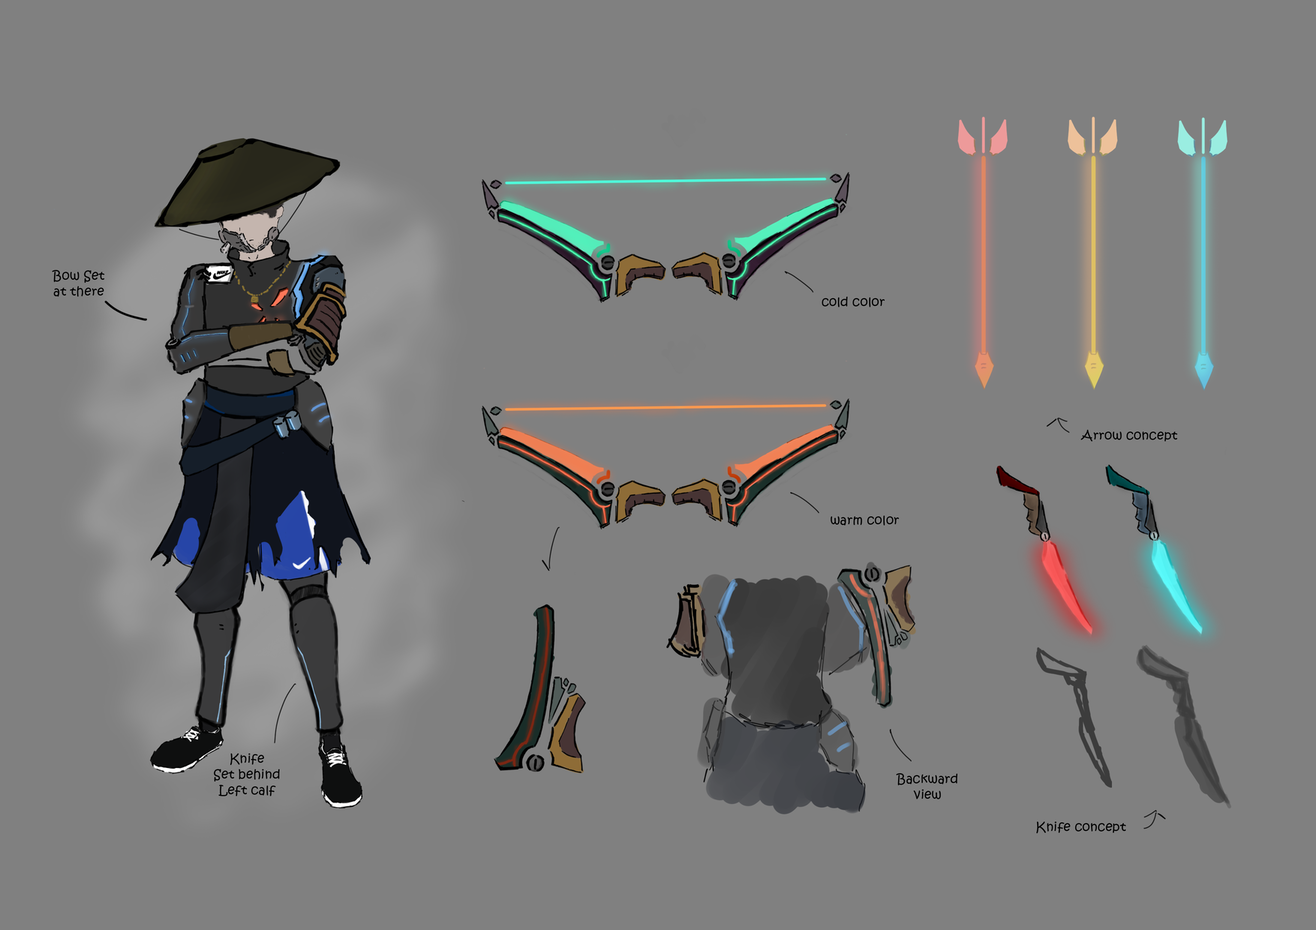 Bow Set
at there
cold color
warm color
Arrow concept
Knife
Set behind
Left calf
Backward
view
Knife concept